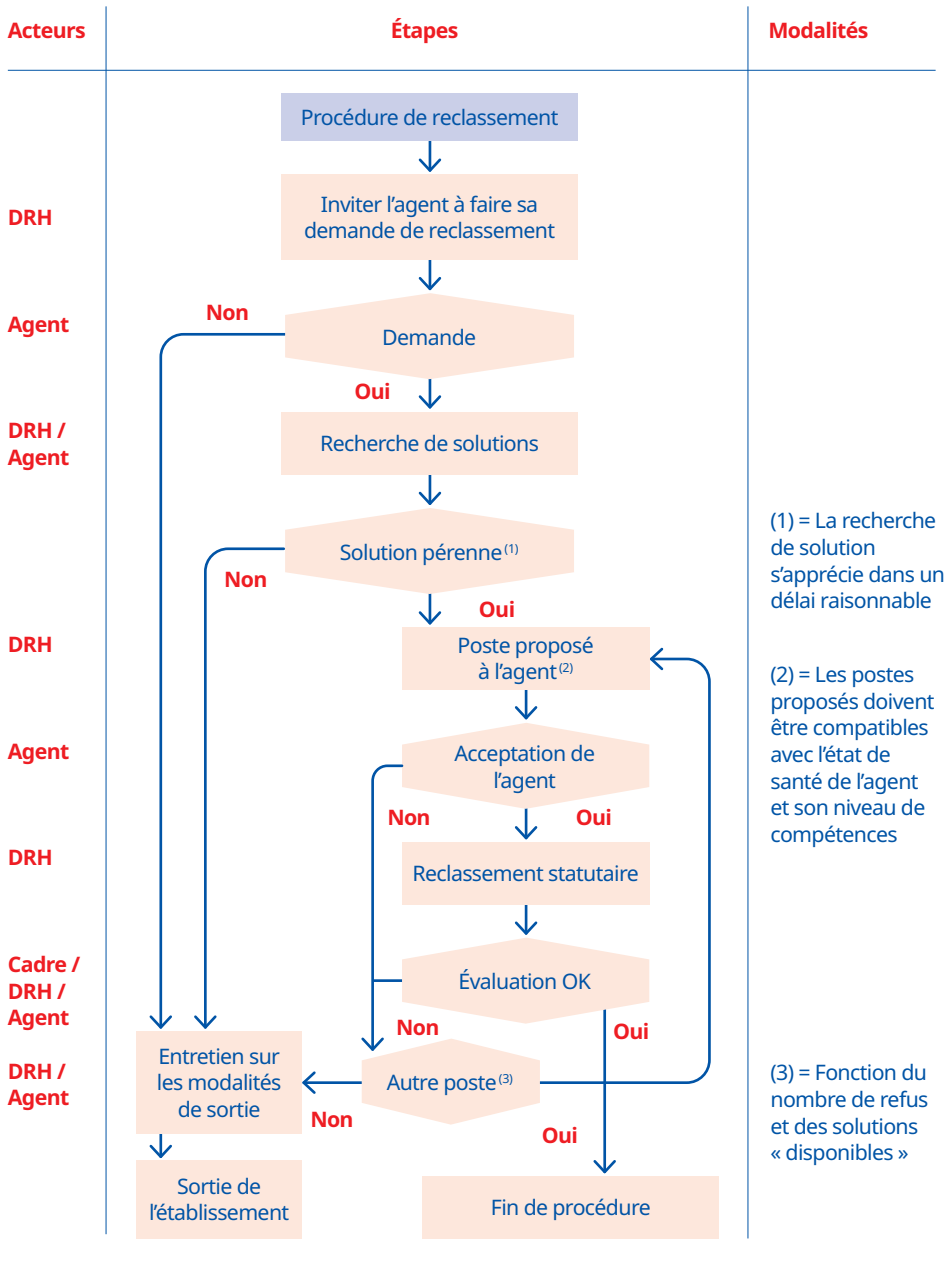 Acteurs
Étapes
Modalités
Procédure de reclassement
DRH
Inviter l’agent à faire sa
demande de reclassement
Non
Agent
Demande
Oui
DRH /
Agent
Recherche de solutions
Solution pérenne (1)
Non
Oui
(1) = La recherche
de solution
s’apprécie dans un
délai raisonnable
DRH
Poste proposé
à l’agent (2)
(2) = Les postes
proposés doivent
être compatibles
avec l’état de
santé de l’agent
et son niveau de
compétences
Agent
Acceptation de
l’agent
Non
Oui
DRH
Reclassement statutaire
Cadre /
DRH /
Agent
Évaluation OK
Non
Oui
DRH /
Agent
Entretien sur
les modalités
de sortie
Autre poste (3)
Non
Oui
(3) = Fonction du
nombre de refus
et des solutions
« disponibles »
Sortie de
l’établissement
Fin de procédure